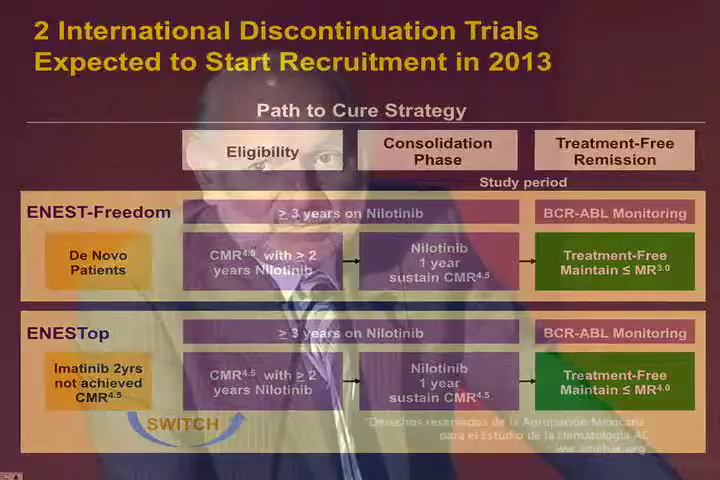 2 International Discontinuation Trials
Expected to Start Recruitment in 2013
Path to Cure Strategy
Eligibility
Consolidation
Phase
Treatment-Free
Remission
Study period
ENEST-Freedom
≥ 3 years on Nilotinib
BCR-ABL Monitoring
De Novo
Patients
CMR4.5 with ≥ 2
years Nilotinib
Nilotinib
1 year
sustain CMR4.5
Treatment-Free
Maintain ≤ MR3.0
ENESTop
≥ 3 years on Nilotinib
BCR-ABL Monitoring
Imatinib 2yrs
not achieved
CMR4.5
CMR4.5 with ≥ 2
years Nilotinib
Nilotinib
1 year
sustain CMR4.5
Treatment-Free
Maintain ≤ MR4.0
SWITCH
"Derechos reservados de la Agrupación Mexicana
para el Estudio de la Hematología AC